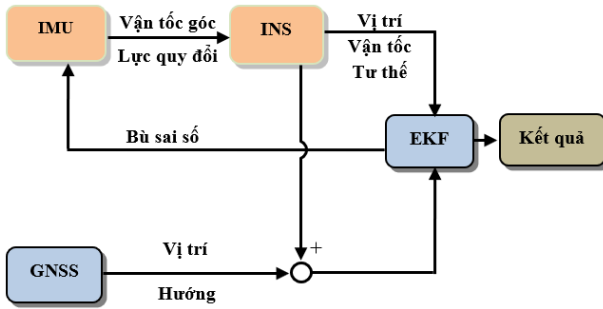 IMU
Vận tốc góc
Lực quy đổi
INS
Vị trí
Vận tốc
Tư thế
Bù sai số
EKF
Kết quả
GNSS
Vị trí
Hướng
+